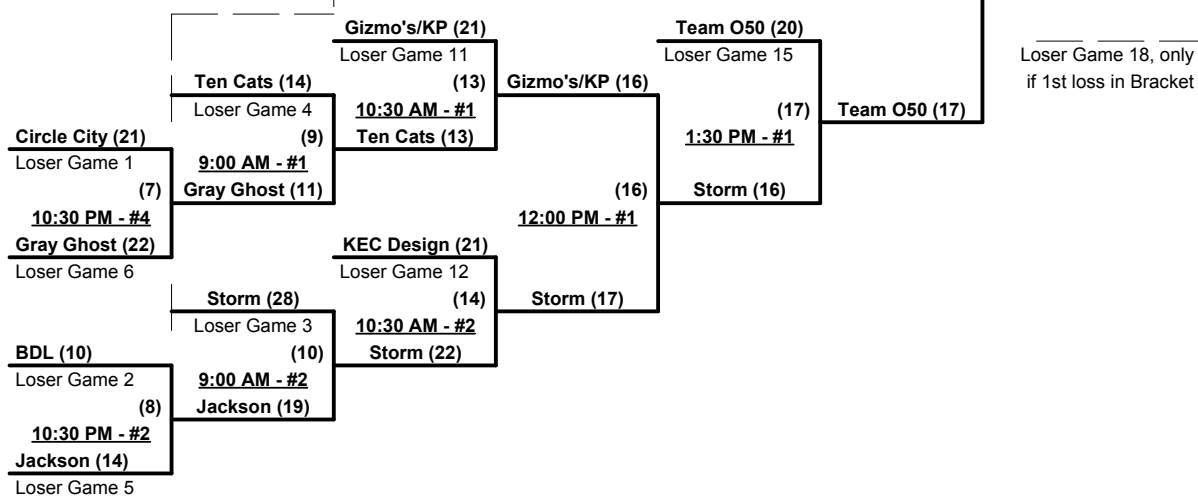 Gizmo's/KP (21)
Team O50 (20)
Loser Game 11
Loser Game 15
Loser Game 18, only
if 1st loss in Bracket
Ten Cats (14)
(13)
Gizmo's/KP (16)
Loser Game 4
10:30 AM - #1
(17)
Team O50 (17)
Circle City (21)
(9)
Ten Cats (13)
1:30 PM - #1
Loser Game 1
9:00 AM - #1
(7)
Gray Ghost (11)
(16)
Storm (16)
10:30 PM - #4
12:00 PM - #1
Gray Ghost (22)
KEC Design (21)
Loser Game 6
Loser Game 12
Storm (28)
(14)
Storm (17)
Loser Game 3
10:30 AM - #2
BDL (10)
(10)
Storm (22)
Loser Game 2
9:00 AM - #2
(8)
Jackson (19)
10:30 PM - #2
Jackson (14)
Loser Game 5